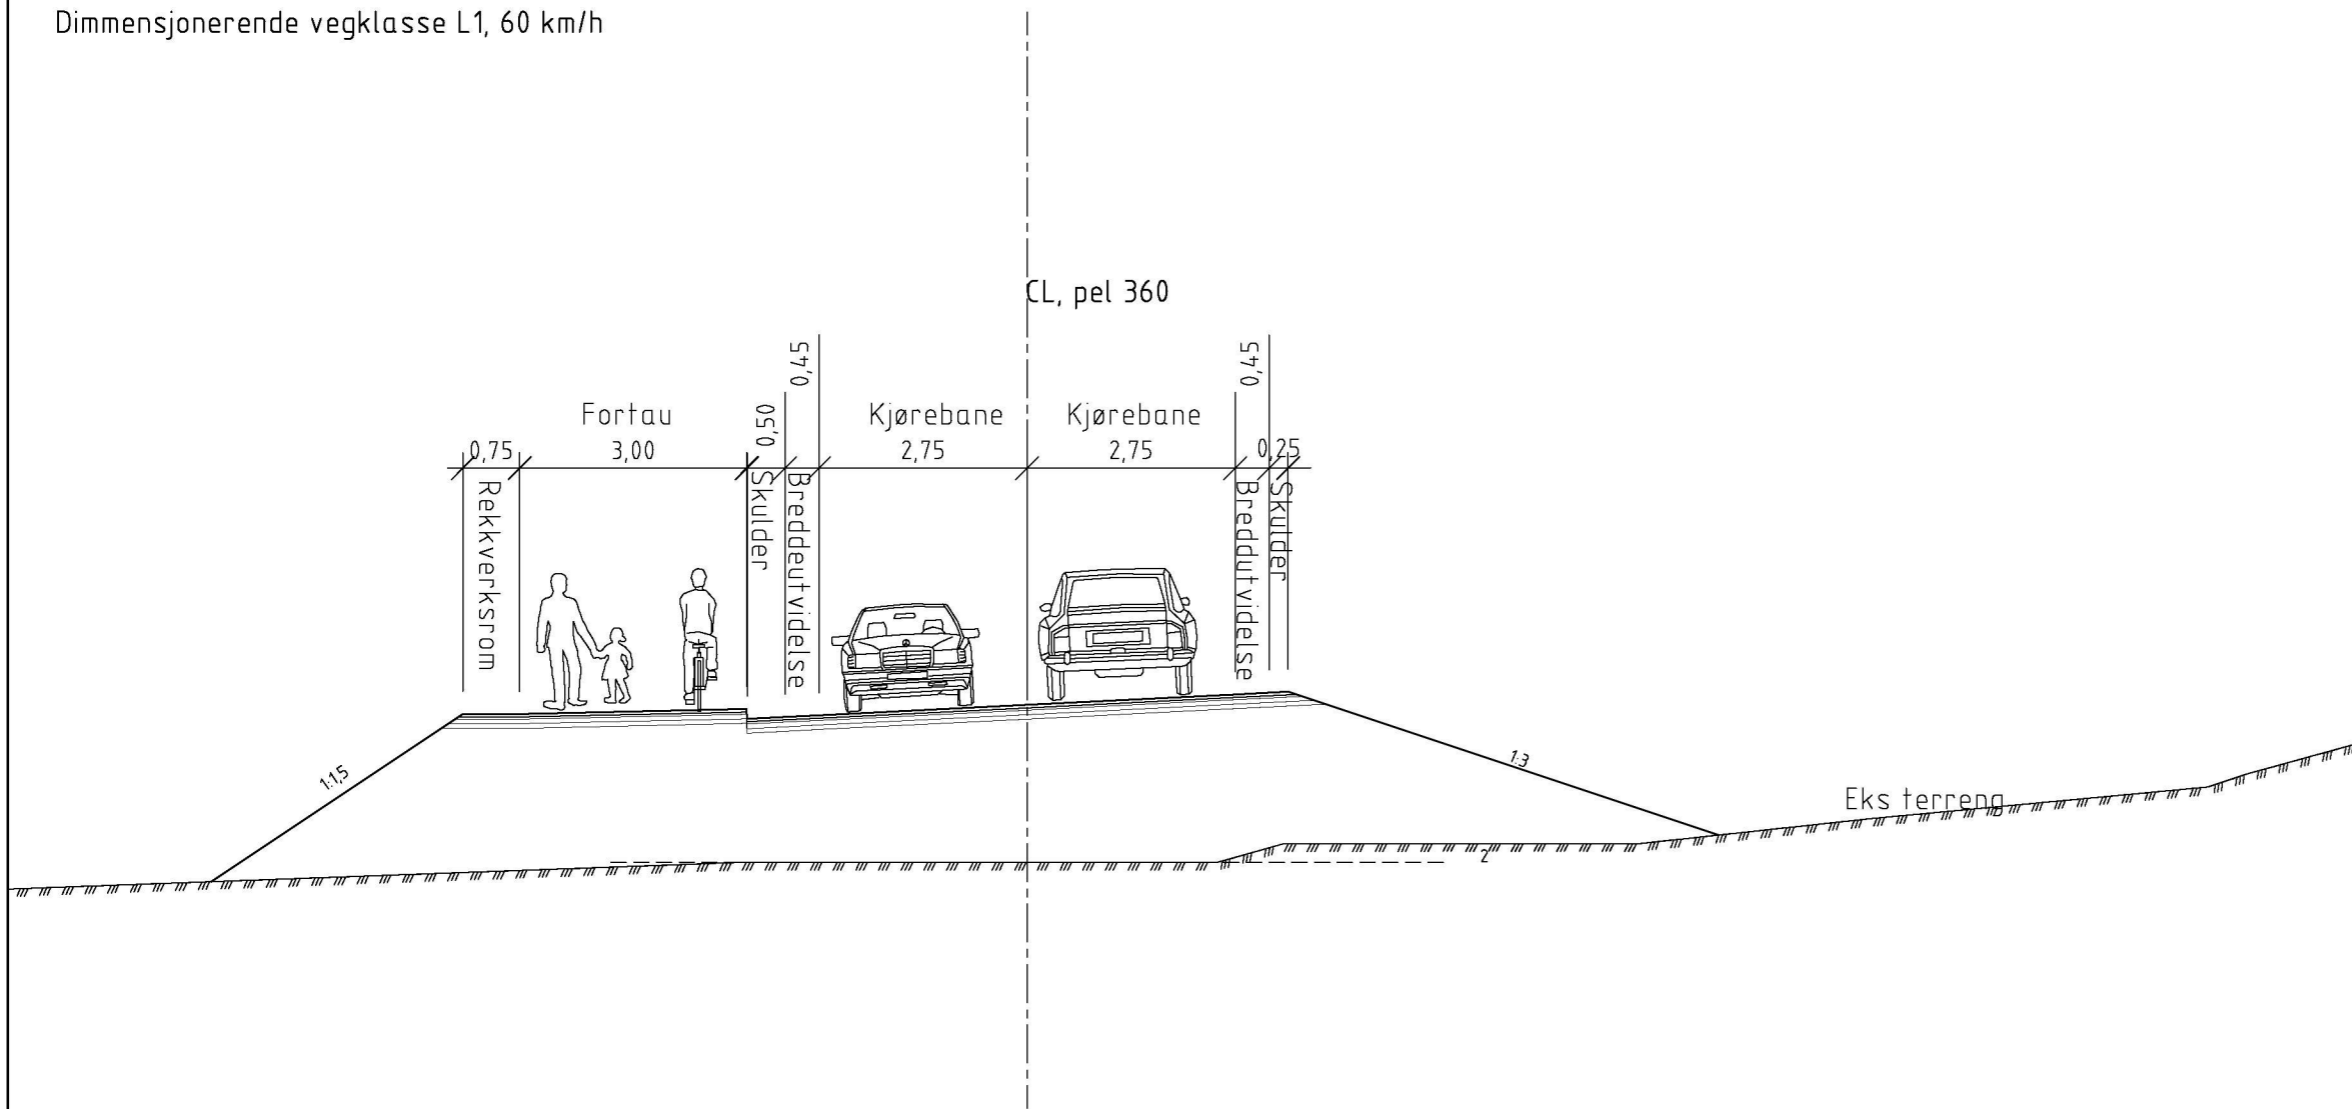 Dimmensjonerende vegklasse L1, 60 km/h
CL, pel 360
0,45
0,45
Fortau
0,50
Kjørebane
Kjørebane
0,75
3,00
2,75
2,75
0,25
Rekkverksrom
Skulder
Breddeutvidelse
Breddutvidelse
Skulder
1:1,5
1:3
Eks terreng
2